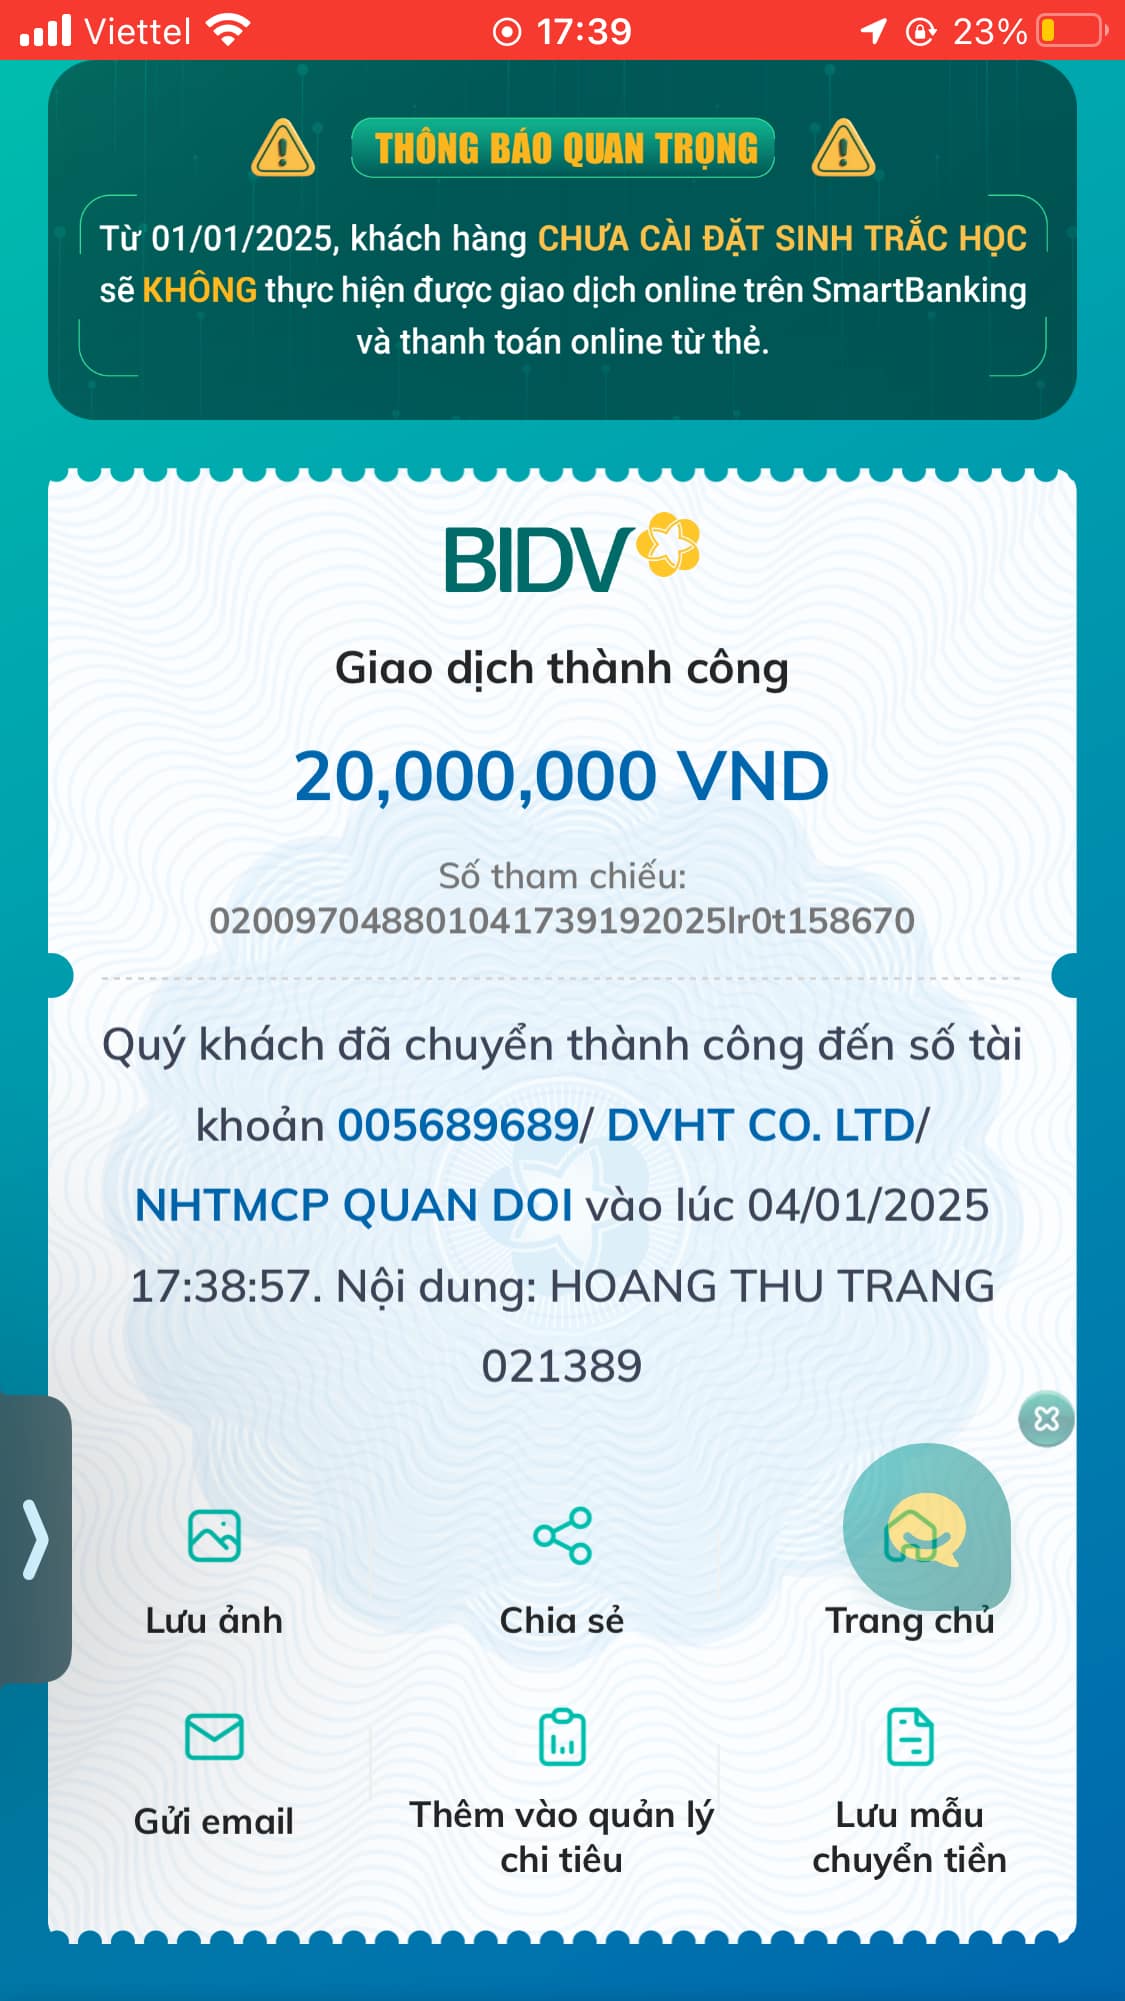 Viettel 17:39 23%
THÔNG BÁO QUAN TRỌNG
Từ 01/01/2025, khách hàng CHƯA CÀI ĐẶT SINH TRẮC HỌC
sẽ KHÔNG thực hiện được giao dịch online trên SmartBanking
và thanh toán online từ thẻ.
BIDV
Giao dịch thành công
20,000,000 VND
Số tham chiếu:
020097048801041739192025lr0t158670
Quý khách đã chuyển thành công đến số tài
khoản 005689689/ DVHT CO. LTD/
NHTMCP QUAN DOI vào lúc 04/01/2025
17:38:57. Nội dung: HOANG THU TRANG
021389
Lưu ảnh Chia sẻ Trang chủ
Gửi email Thêm vào quản lý Lưu mẫu
chi tiêu chuyển tiền